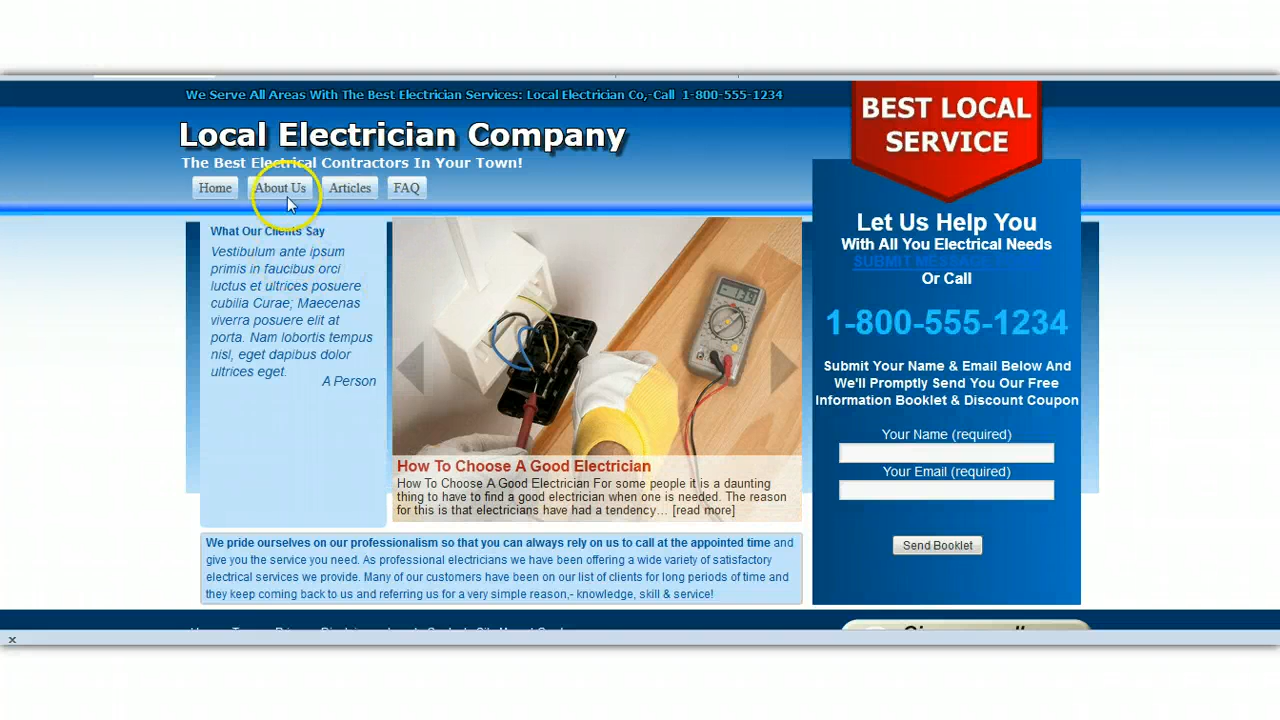 We Serve All Areas With The Best Electrician Services: Local Electrician Co,-Call 1-800-555-1234
Local Electrician Company
The Best Electrical Contractors In Your Town!
Home About Us Articles FAQ
BEST LOCAL
SERVICE
What Our Clients Say
Vestibulum ante ipsum
primis in faucibus orci
luctus et ultrices posuere
cubilia Curae; Maecenas
viverra posuere elit at
porta. Nam lobortis tempus
nisl, eget dapibus dolor
ultrices eget.
A Person
How To Choose A Good Electrician
How To Choose A Good Electrician For some people it is a daunting
thing to have to find a good electrician when one is needed. The reason
for this is that electricians have had a tendency… [read more]
We pride ourselves on our professionalism so that you can always rely on us to call at the appointed time and
give you the service you need. As professional electricians we have been offering a wide variety of satisfactory
electrical services we provide. Many of our customers have been on our list of clients for long periods of time and
they keep coming back to us and referring us for a very simple reason,- knowledge, skill & service!
Let Us Help You
With All You Electrical Needs
SUBMIT MESSAGE
Or Call
1-800-555-1234
Submit Your Name & Email Below And
We'll Promptly Send You Our Free
Information Booklet & Discount Coupon
Your Name (required)
Your Email (required)
Send Booklet